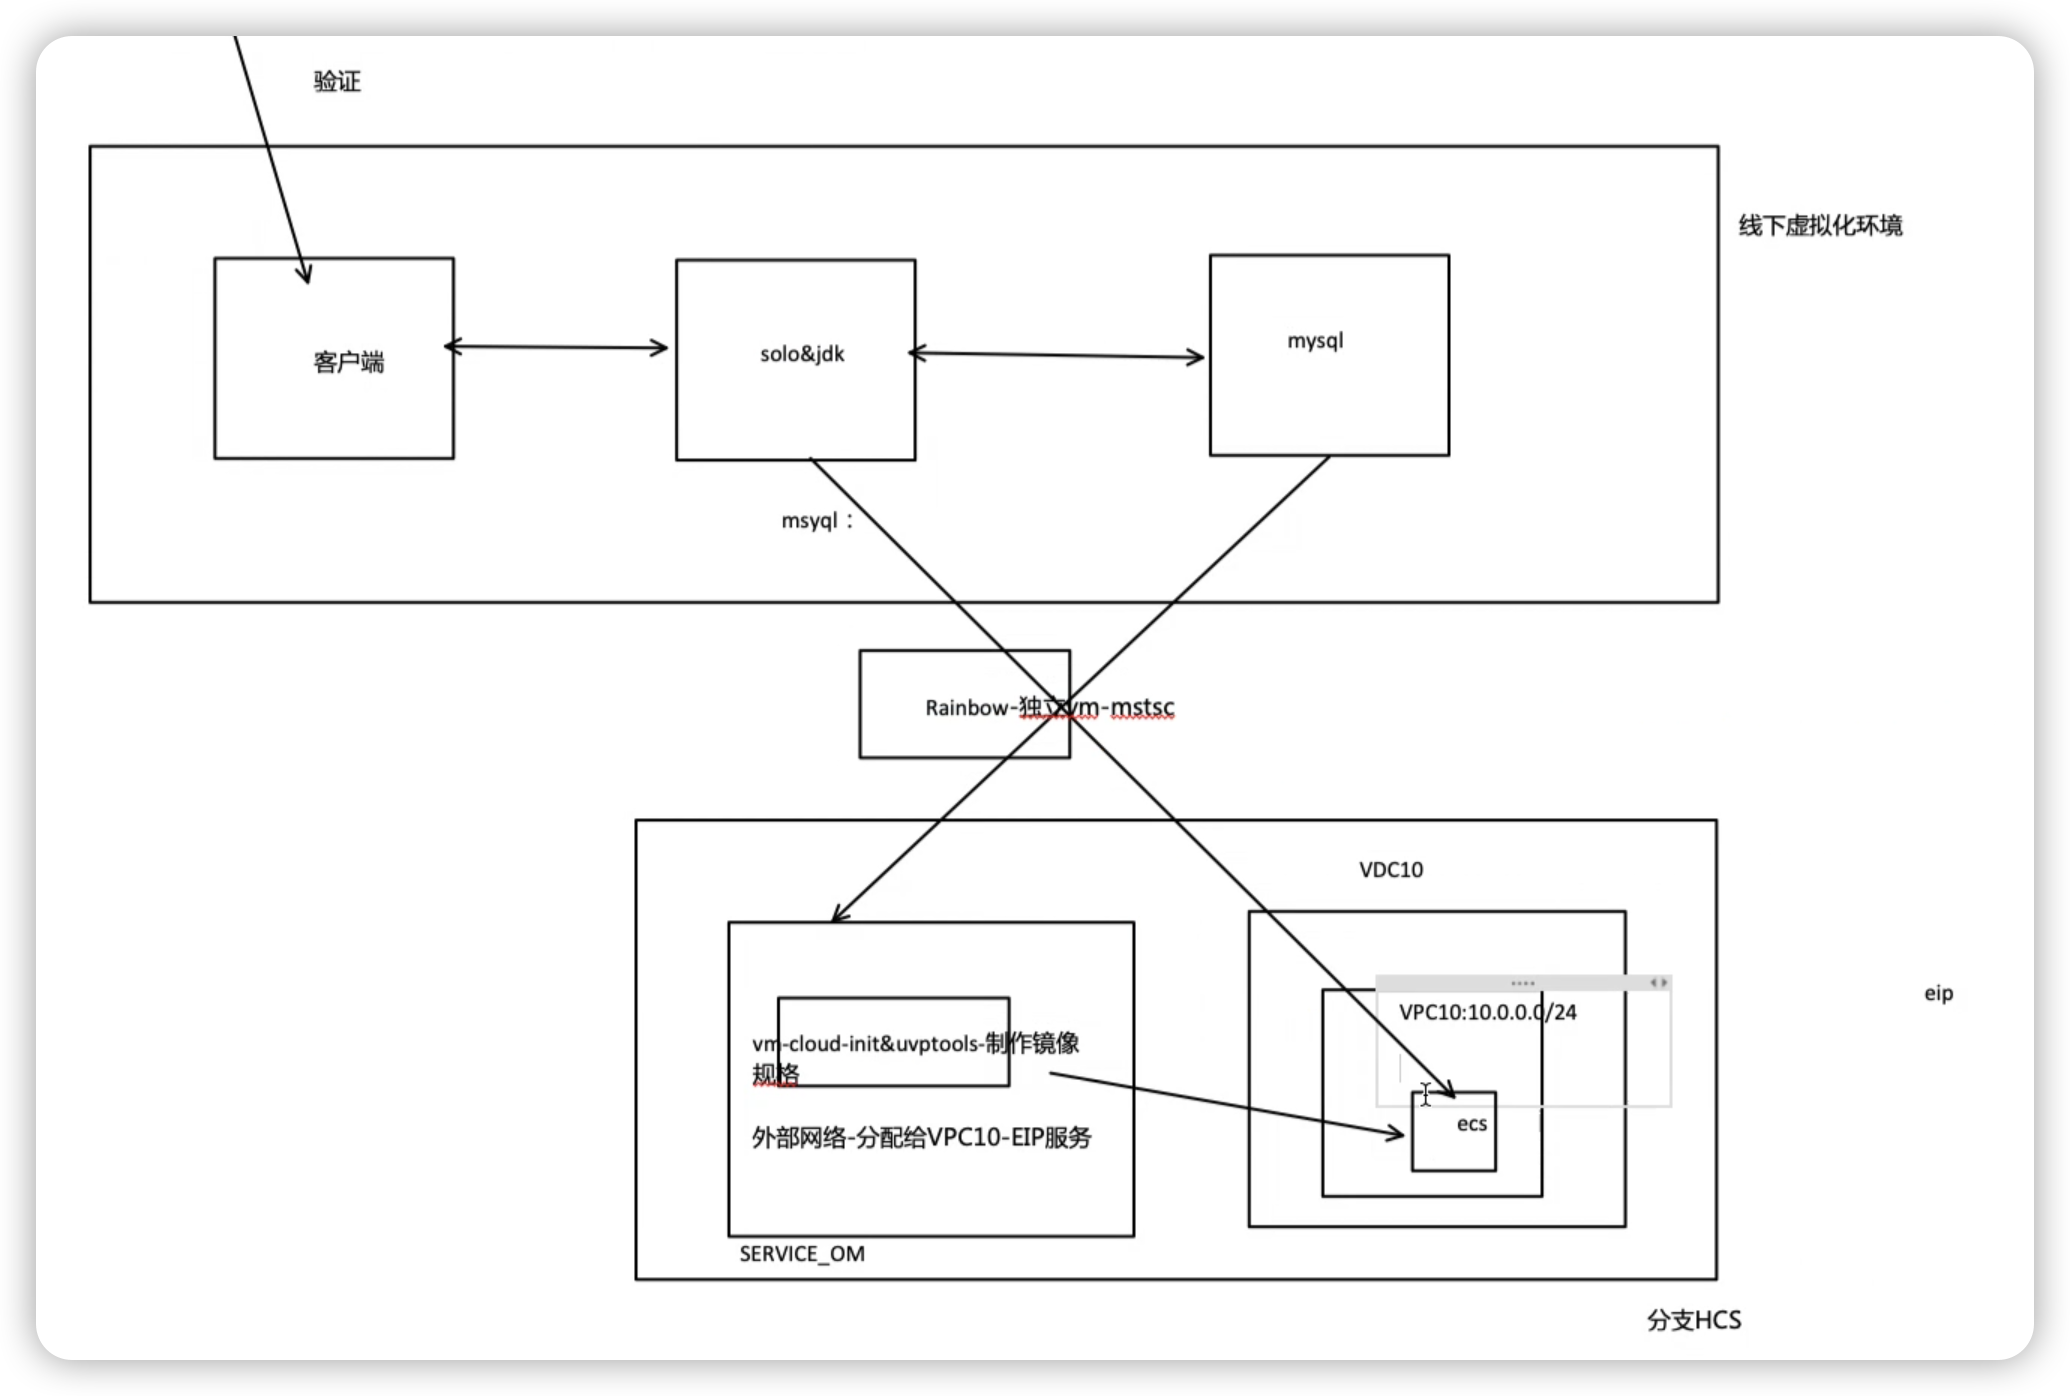 验证
线下虚拟化环境
客户端
solo&jdk
mysql
msyql：
Rainbow-独立vm-mstsc
VDC10
VPC10:10.0.0.0/24
eip
vm-cloud-init&uvptools-制作镜像
规格
ecs
外部网络-分配给VPC10-EIP服务
SERVICE_OM
分支HCS